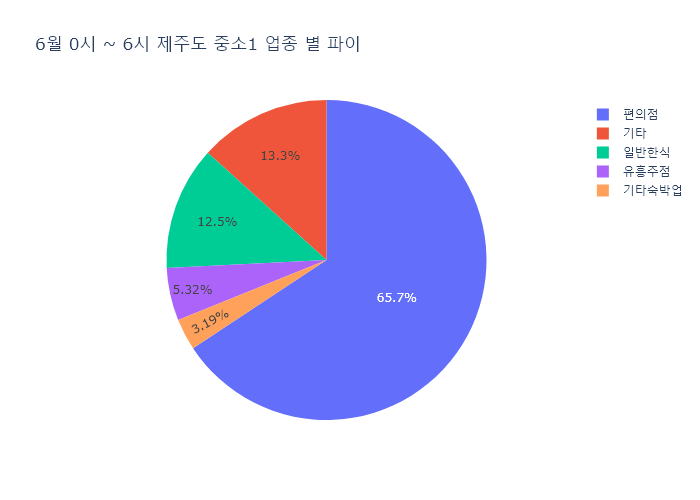 6월 0시 ~ 6시 제주도 중소1 업종 별 파이
편의점
기타
일반한식
유흥주점
기타숙박업
13.3%
12.5%
5.32%
3.19%
65.7%